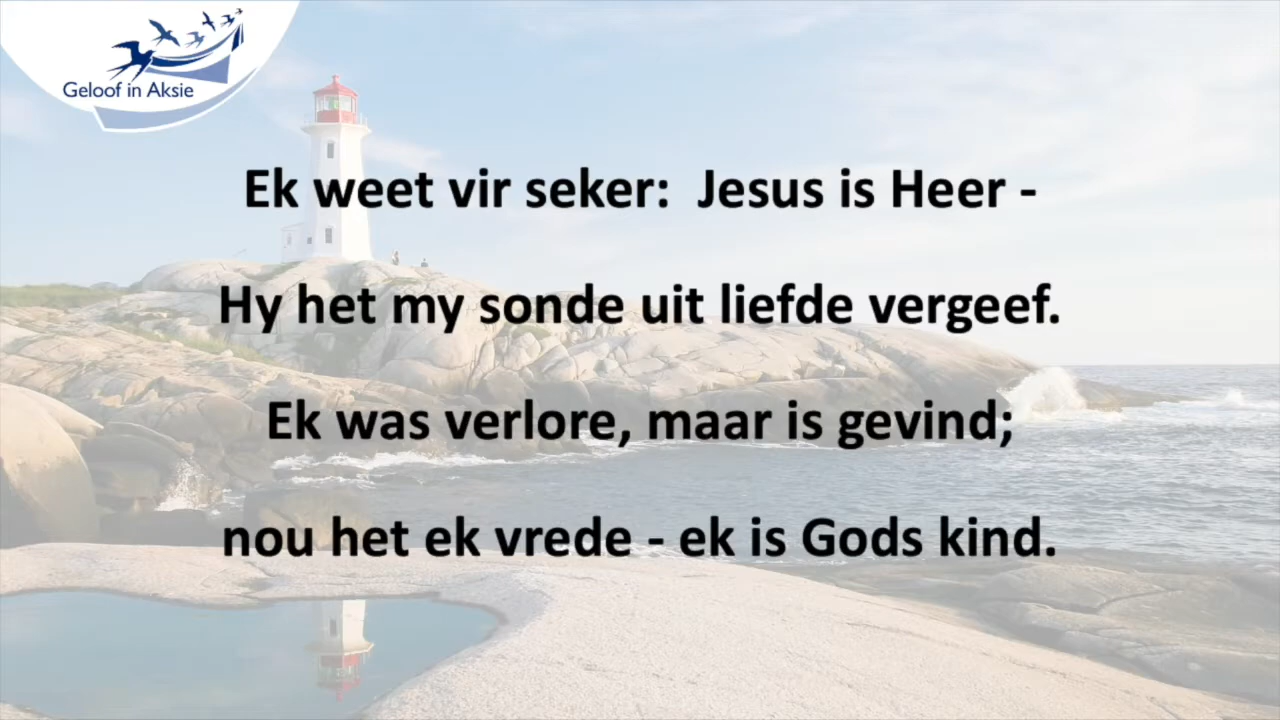 Geloof in Aksie
Ek weet vir seker:  Jesus is Heer -
Hy het my sonde uit liefde vergeef.
Ek was verlore, maar is gevind;
nou het ek vrede - ek is Gods kind.